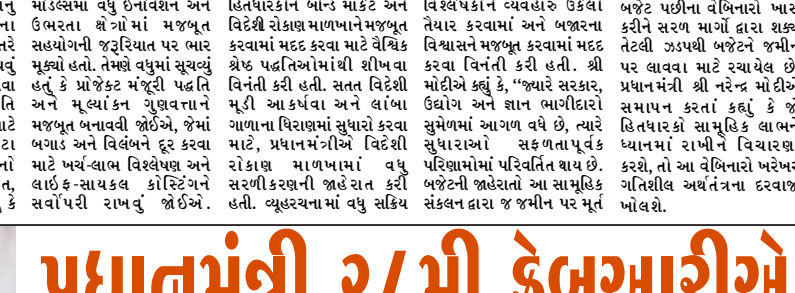 મોડેલ્સમાં વધુ ઇનોવેશન અને
ઉભરતા ક્ષેત્રોમાં મજબૂત
સહયોગની જરૂરિયાત પર ભાર
મૂક્યો હતો. તેમણે વધુમાં સૂચવ્યું
હતું કે પ્રોજેક્ટ મંજૂરી પદ્ધતિ
અને મૂલ્યાંકન ગુણવત્તાને
મજબૂત બનાવવી જોઈએ, જેમાં
બગાડ અને વિલંબને દૂર કરવા
માટે ખર્ચ-લાભ વિશ્લેષણ અને
લાઈફ-સાયકલ કોસ્ટિંગને
સર્વોપરી રાખવું જોઈએ.
હિતધારકોને બોન્ડ માર્કેટ અને
વિદેશી રોકાણ માળખાને મજબૂત
કરવામાં મદદ કરવા માટે વૈશ્વિક
શ્રેષ્ઠ પદ્ધતિઓમાંથી શીખવા
વિનંતી કરી હતી. સતત વિદેશી
મૂડી આકર્ષવા અને લાંબા
ગાળાના ધિરાણમાં સુધારો કરવા
માટે, પ્રધાનમંત્રીએ વિદેશી
રોકાણ માળખામાં વધુ
સરળીકરણની જાહેરાત કરી
હતી. વ્યૂહરચનામાં વધુ સક્રિય
વિશ્લેષકોને વ્યવહારુ ઉકેલો
તૈયાર કરવામાં અને બજારના
વિશ્વાસને મજબૂત કરવામાં મદદ
કરવા વિનંતી કરી હતી. શ્રી
મોદીએ કહ્યું કે, “જ્યારે સરકાર,
ઉદ્યોગ અને જ્ઞાન ભાગીદારો
સુમેળમાં આગળ વધે છે, ત્યારે
સુધારાઓ સફળતાપૂર્વક
પરિણામોમાં પરિવર્તિત થાય છે.
બજેટની જાહેરાતો આ સામૂહિક
સંકલન દ્વારા જ જમીન પર મૂર્ત
બજેટ પછીના વેબિનારો ખાસ
કરીને સરળ માર્ગો દ્વારા શક્ય
તેટલી ઝડપથી બજેટને જમીન
પર લાવવા માટે રચાયેલ છે.
પ્રધાનમંત્રી શ્રી નરેન્દ્ર મોદીએ
સમાપન કરતાં કહ્યું કે જો
હિતધારકો સામૂહિક લાભને
ધ્યાનમાં રાખીને વિચારણા
કરશે, તો આ વેબિનારો ખરેખર
ગતિશીલ અર્થતંત્રના દરવાજા
ખોલશે.
પ્રધાનમંત્રી ૨૮મી ફેબ્રુઆરીએ